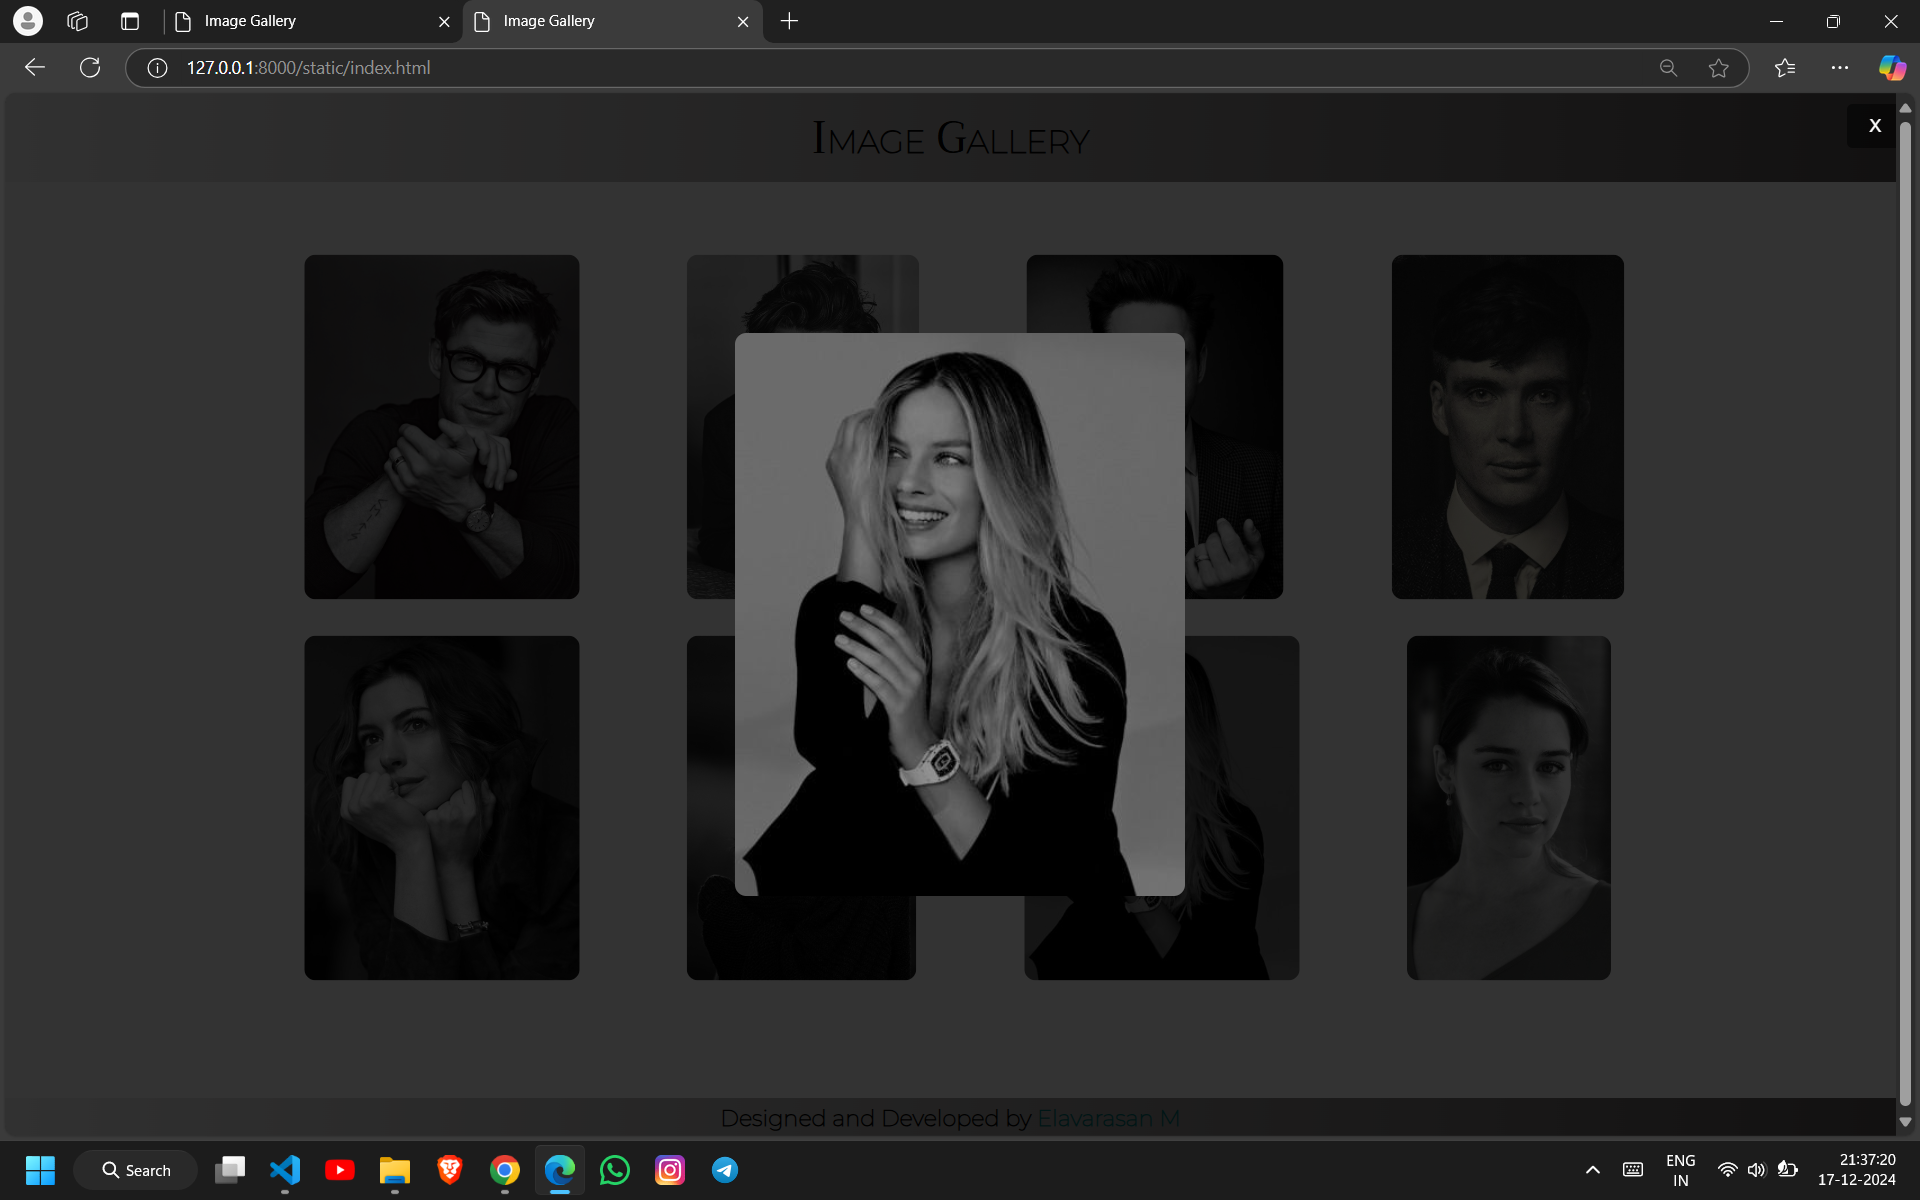 Image Gallery
Image Gallery
127.0.0.1:8000/static/index.html
IMAGE GALLERY
X
Designed and Developed by Elavarasan M
Search
ENG
IN
21:37:20
17-12-2024